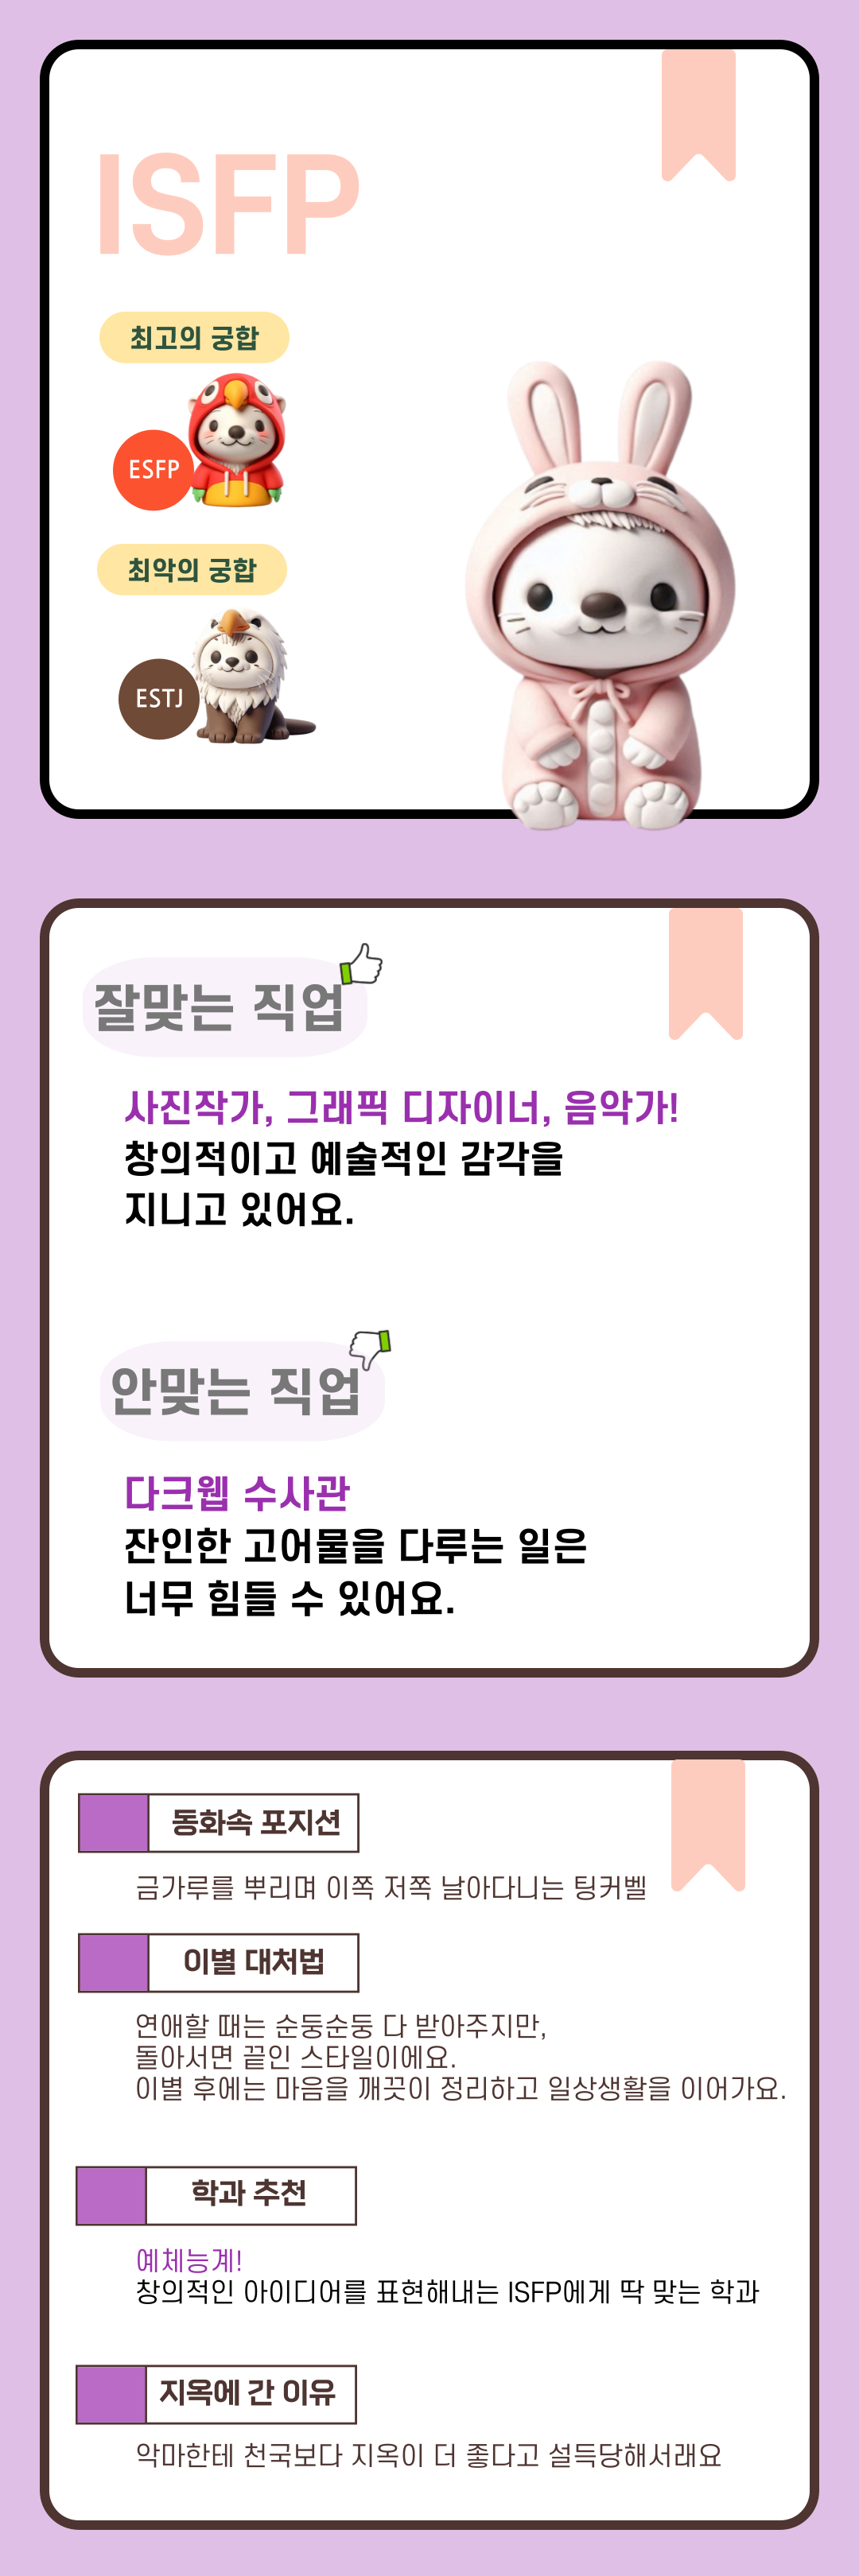 ISFP
최고의 궁합
ESFP
최악의 궁합
ESTJ
잘맞는 직업
사진작가, 그래픽 디자이너, 음악가!
창의적이고 예술적인 감각을
지니고 있어요.
안맞는 직업
다크웹 수사관
잔인한 고어물을 다루는 일은
너무 힘들 수 있어요.
동화속 포지션
금가루를 뿌리며 이쪽 저쪽 날아다니는 팅커벨
이별 대처법
연애할 때는 순둥순둥 다 받아주지만,
돌아서면 끝인 스타일이에요.
이별 후에는 마음을 깨끗이 정리하고 일상생활을 이어가요.
학과 추천
예체능계!
창의적인 아이디어를 표현해내는 ISFP에게 딱 맞는 학과
지옥에 간 이유
악마한테 천국보다 지옥이 더 좋다고 설득당해서래요